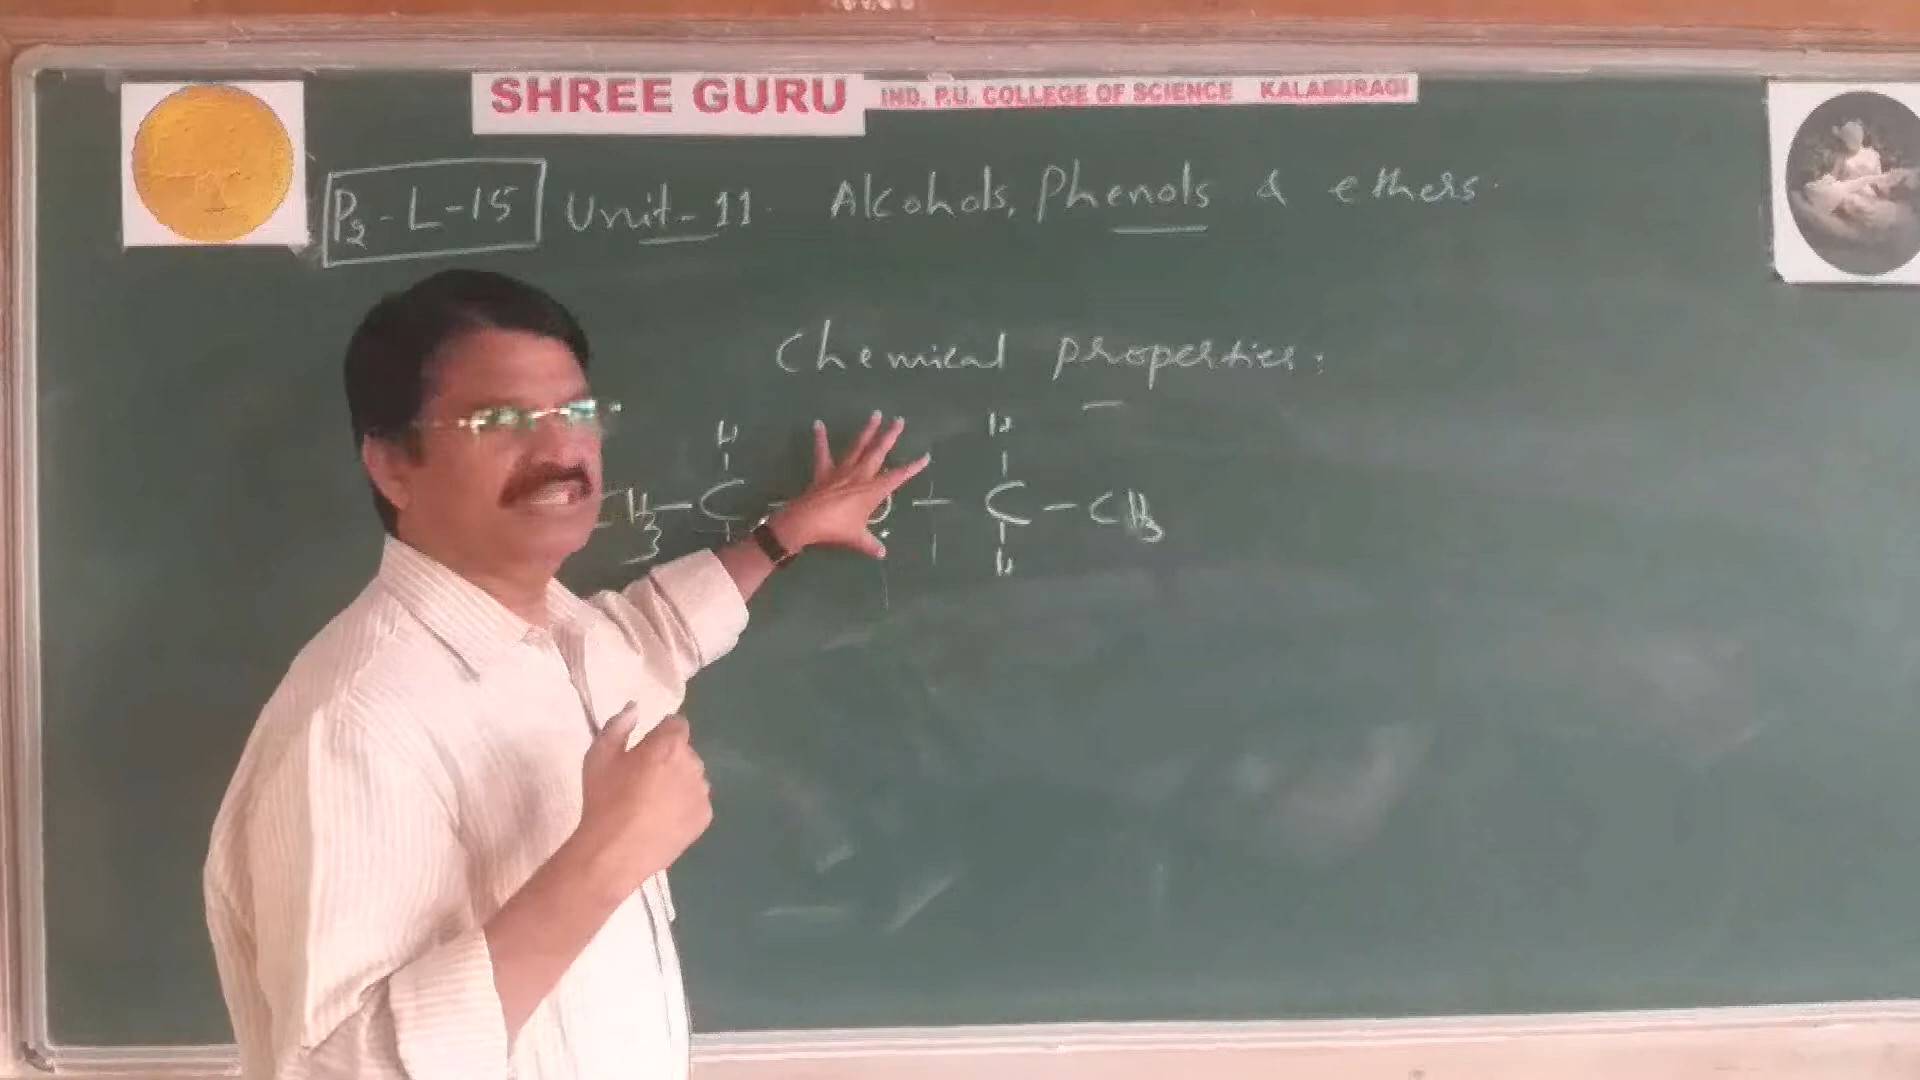 SHREE GURU IND. P.U. COLLEGE OF SCIENCE KALABURAGI
P2-L-15 Unit-11. Alcohols, Phenols & ethers.
Chemical properties:
H H
CH3-C- O + C-CH3
H